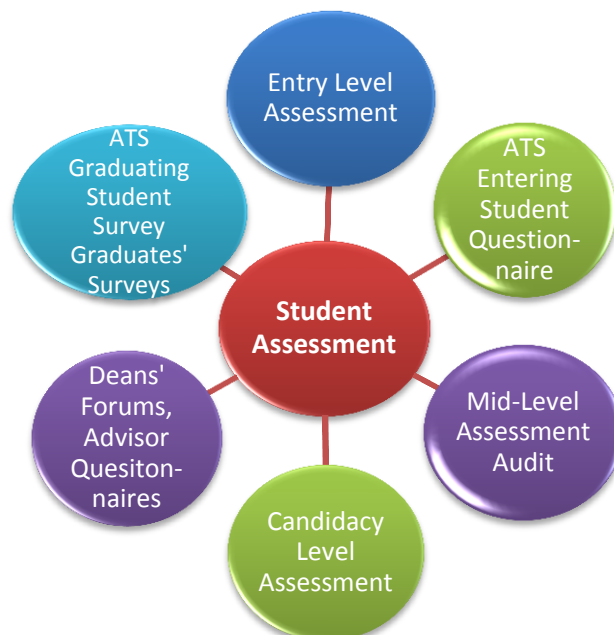 Entry Level
Assessment
ATS
Entering
Student
Question-
naire
Mid-Level
Assessment
Audit
Candidacy
Level
Assessment
Deans'
Forums,
Advisor
Quesitonn-
naires
ATS
Graduating
Student
Survey
Graduates'
Surveys
Student
Assessment